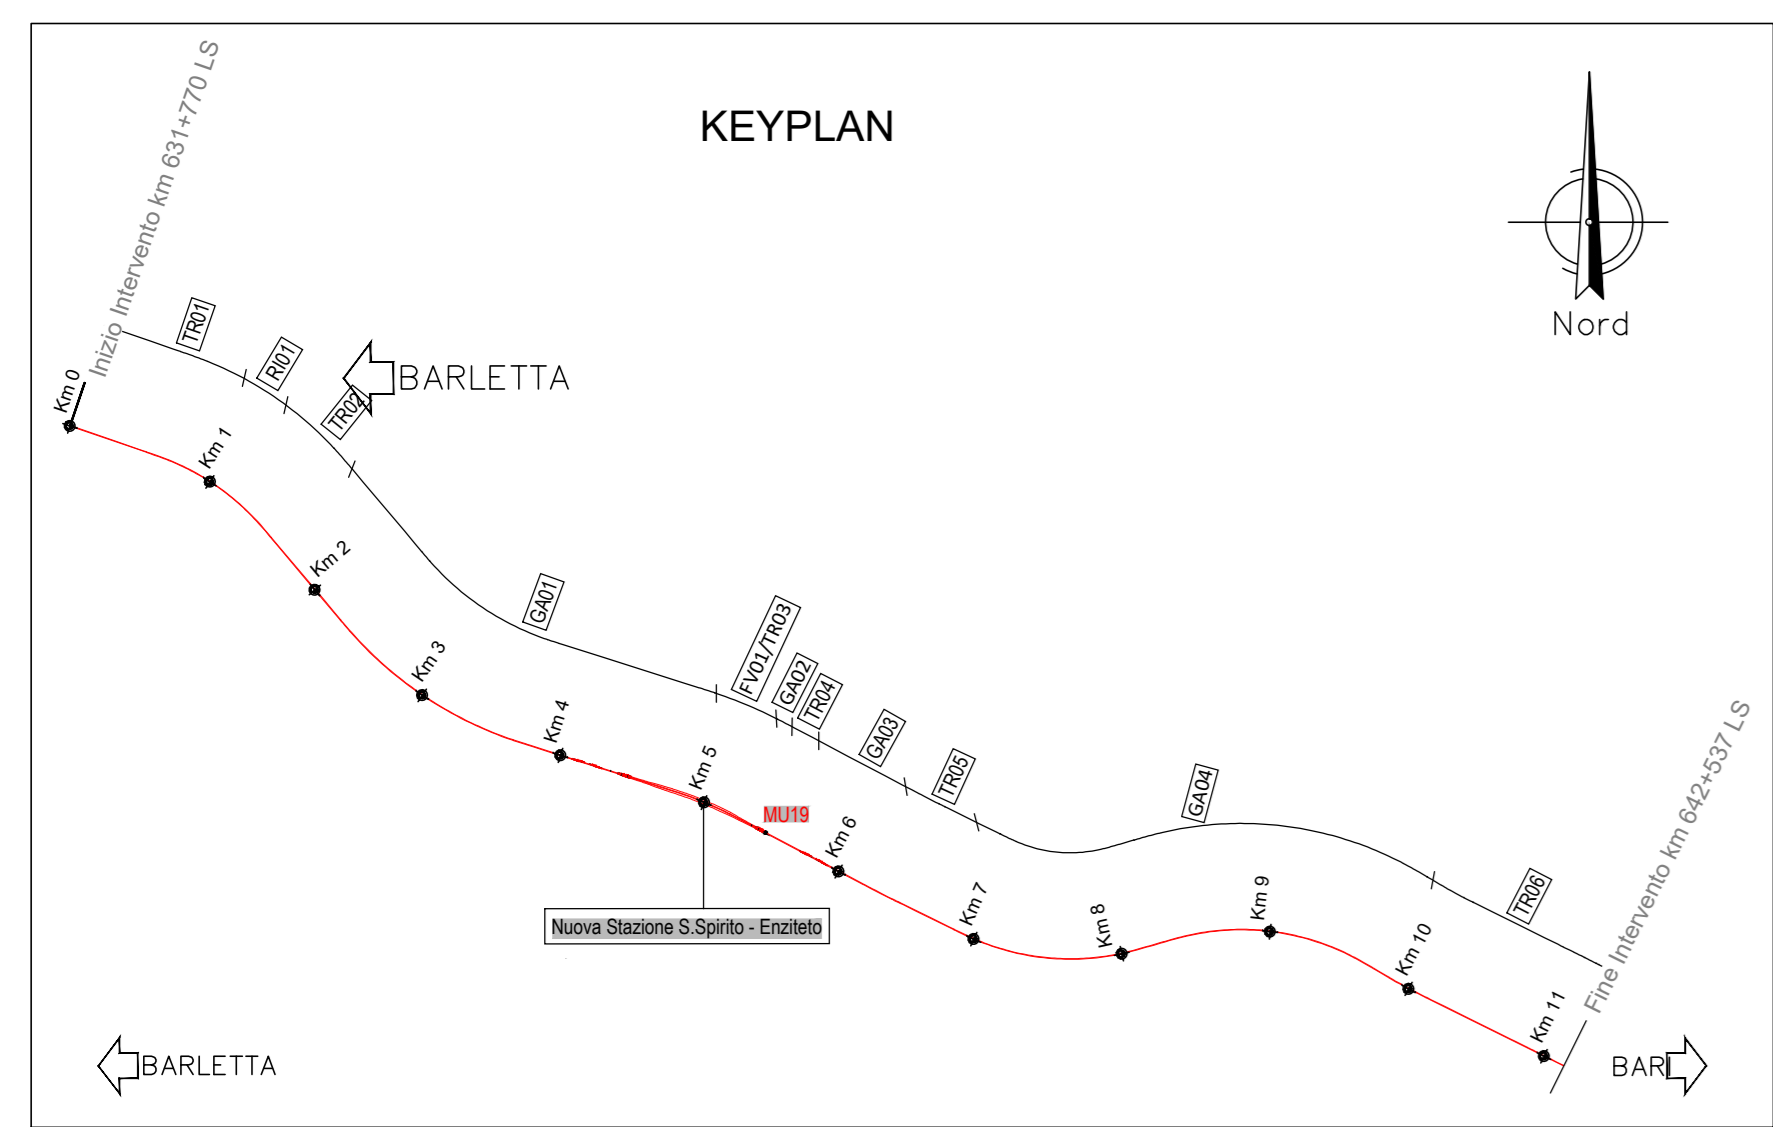 KEYPLAN
Inizio Intervento km 631+770 LS
Nord
TR01
RI01
TR02
BARLETTA
Km 0
Km 1
Km 2
Km 3
GA01
FV01/TR03
GA02
TR04
GA03
TR05
GA04
TR06
Km 4
Km 5
MU19
Km 6
Km 7
Km 8
Km 9
Km 10
Km 11
Fine Intervento km 642+537 LS
Nuova Stazione S.Spirito - Enziteto
BARLETTA
BARI